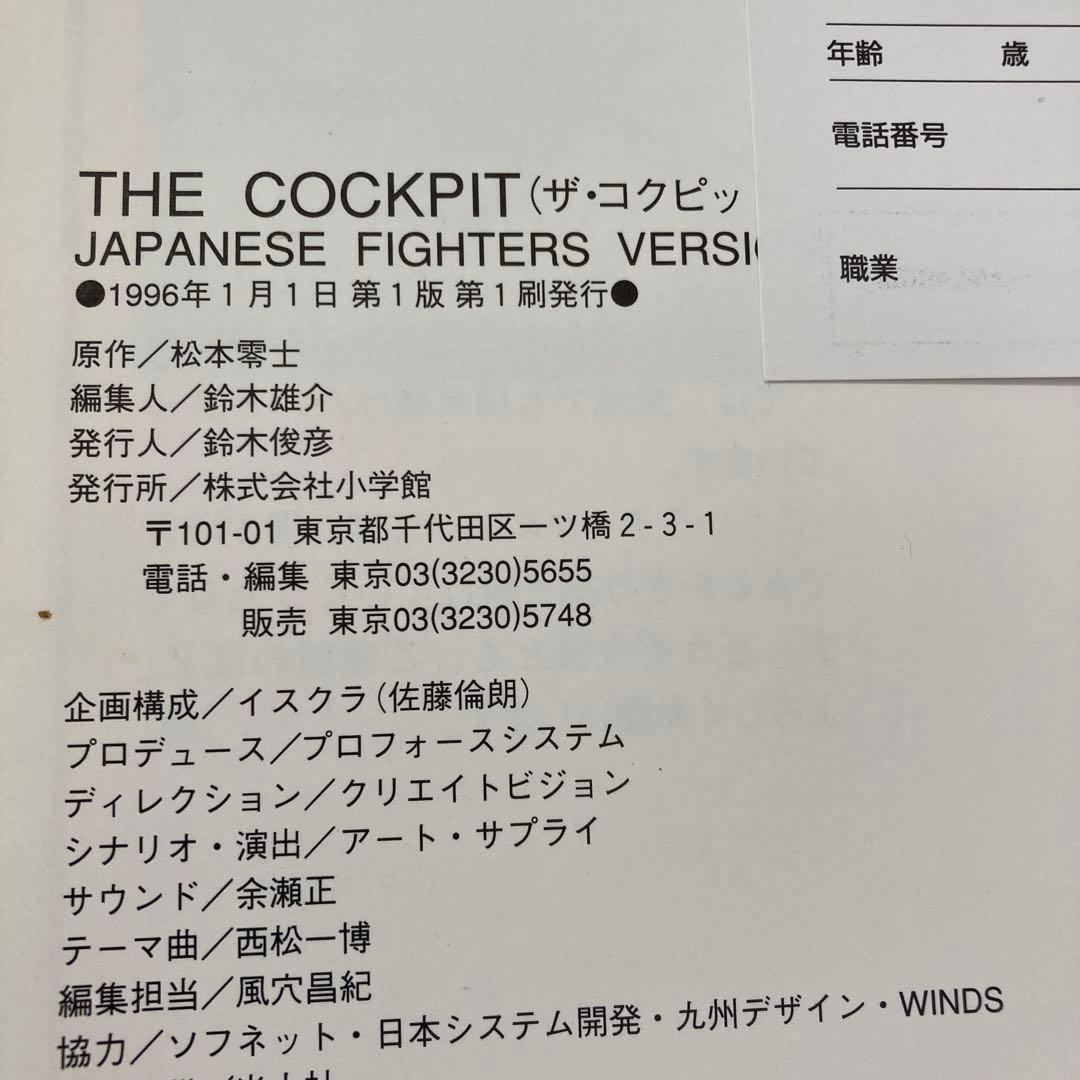 年齢 歳
電話番号
職業
THE COCKPIT(ザ・コクピッ
JAPANESE FIGHTERS VERSI
●1996年1月1日 第1版 第1刷発行●
原作／松本零士
編集人／鈴木雄介
発行人／鈴木俊彦
発行所／株式会社小学館
〒101-01 東京都千代田区一ツ橋2-3-1
電話・編集 東京03(3230)5655
販売 東京03(3230)5748
企画構成／イスクラ(佐藤倫朗)
プロデュース／プロフォースシステム
ディレクション／クリエイトビジョン
シナリオ・演出／アート・サプライ
サウンド／余瀬正
テーマ曲／西松一博
編集担当／風穴昌紀
協力／ソフネット・日本システム開発・九州デザイン・WINDS